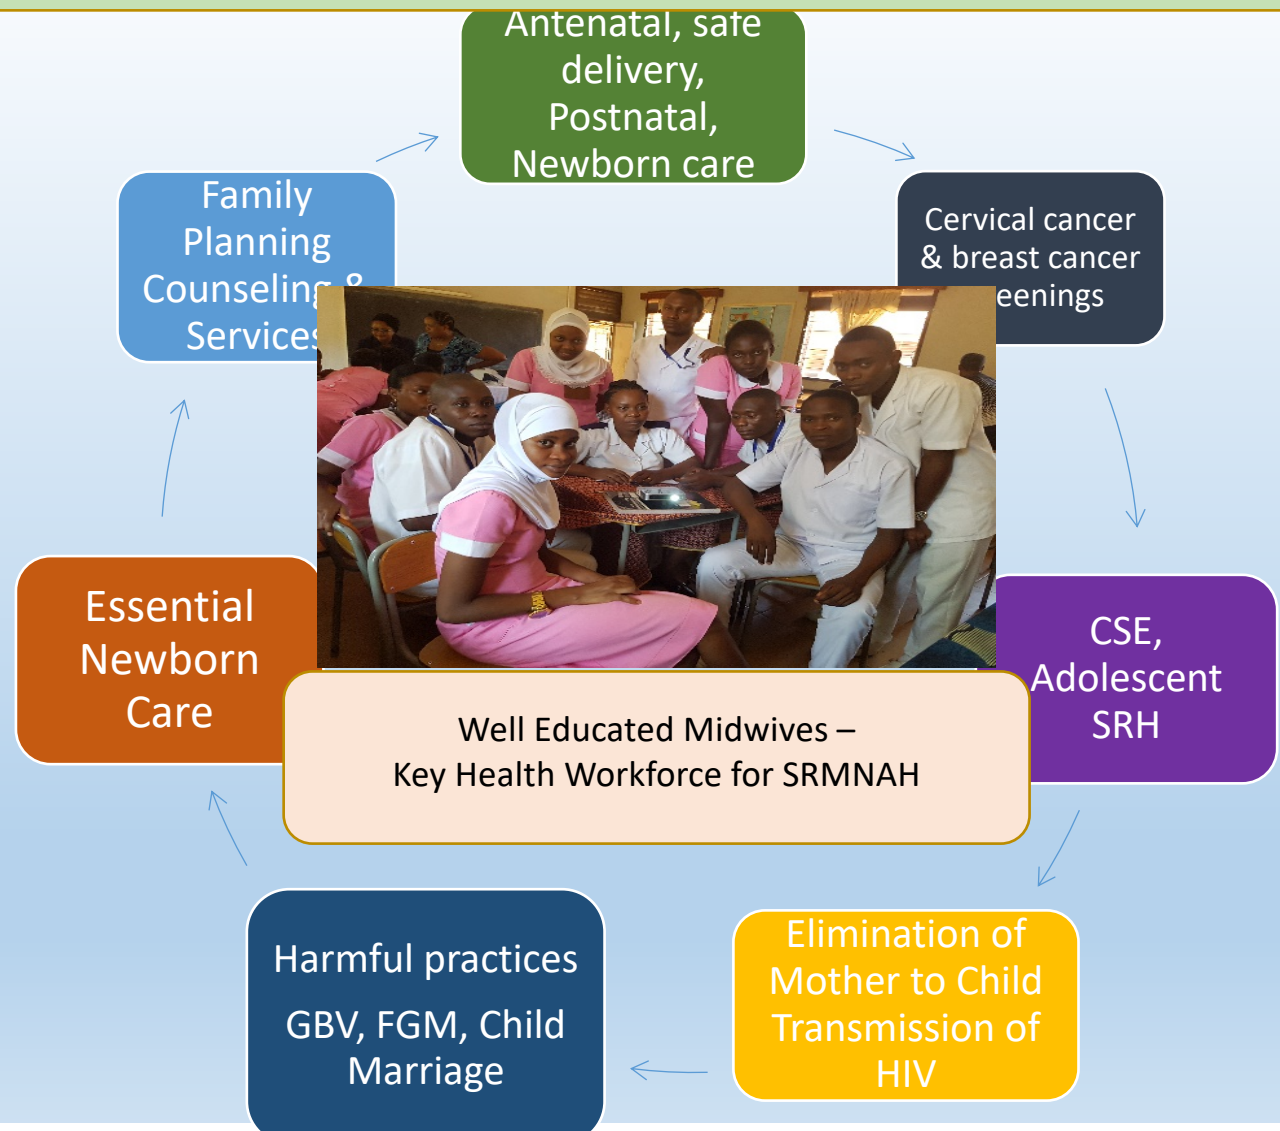 Antenatal, safe
delivery,
Postnatal,
Newborn care
Cervical cancer
& breast cancer
eenings
CSE,
Adolescent
SRH
Elimination of
Mother to Child
Transmission of
HIV
Harmful practices
GBV, FGM, Child
Marriage
Essential
Newborn
Care
Family
Planning
Counseling &
Services
Well Educated Midwives –
Key Health Workforce for SRMNAH